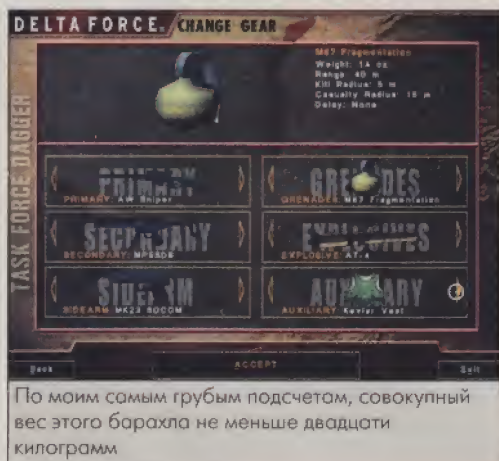 DELTA FORCE. CHANGE GEAR
M67 Fragmentation
Weight: 14 oz
Range: 40 m
Kill Radius: 5 m
Casualty Radius: 15 m
Delay: None
TASK FORCE DAGGER
PRIMARY
PRIMARY: AW Sniper
GRENADES
GRENADES: M67 Fragmentation
SECONDARY
SECONDARY: MP5SD6
EXPLOSIVES
EXPLOSIVE: AT-4
SIDEARM
SIDEARM: MK23 SOCOM
AUXILIARY
AUXILIARY: Kevlar Vest
Back
ACCEPT
Exit
По моим самым грубым подсчетам, совокупный
вес этого барахла не меньше двадцати
килограмм